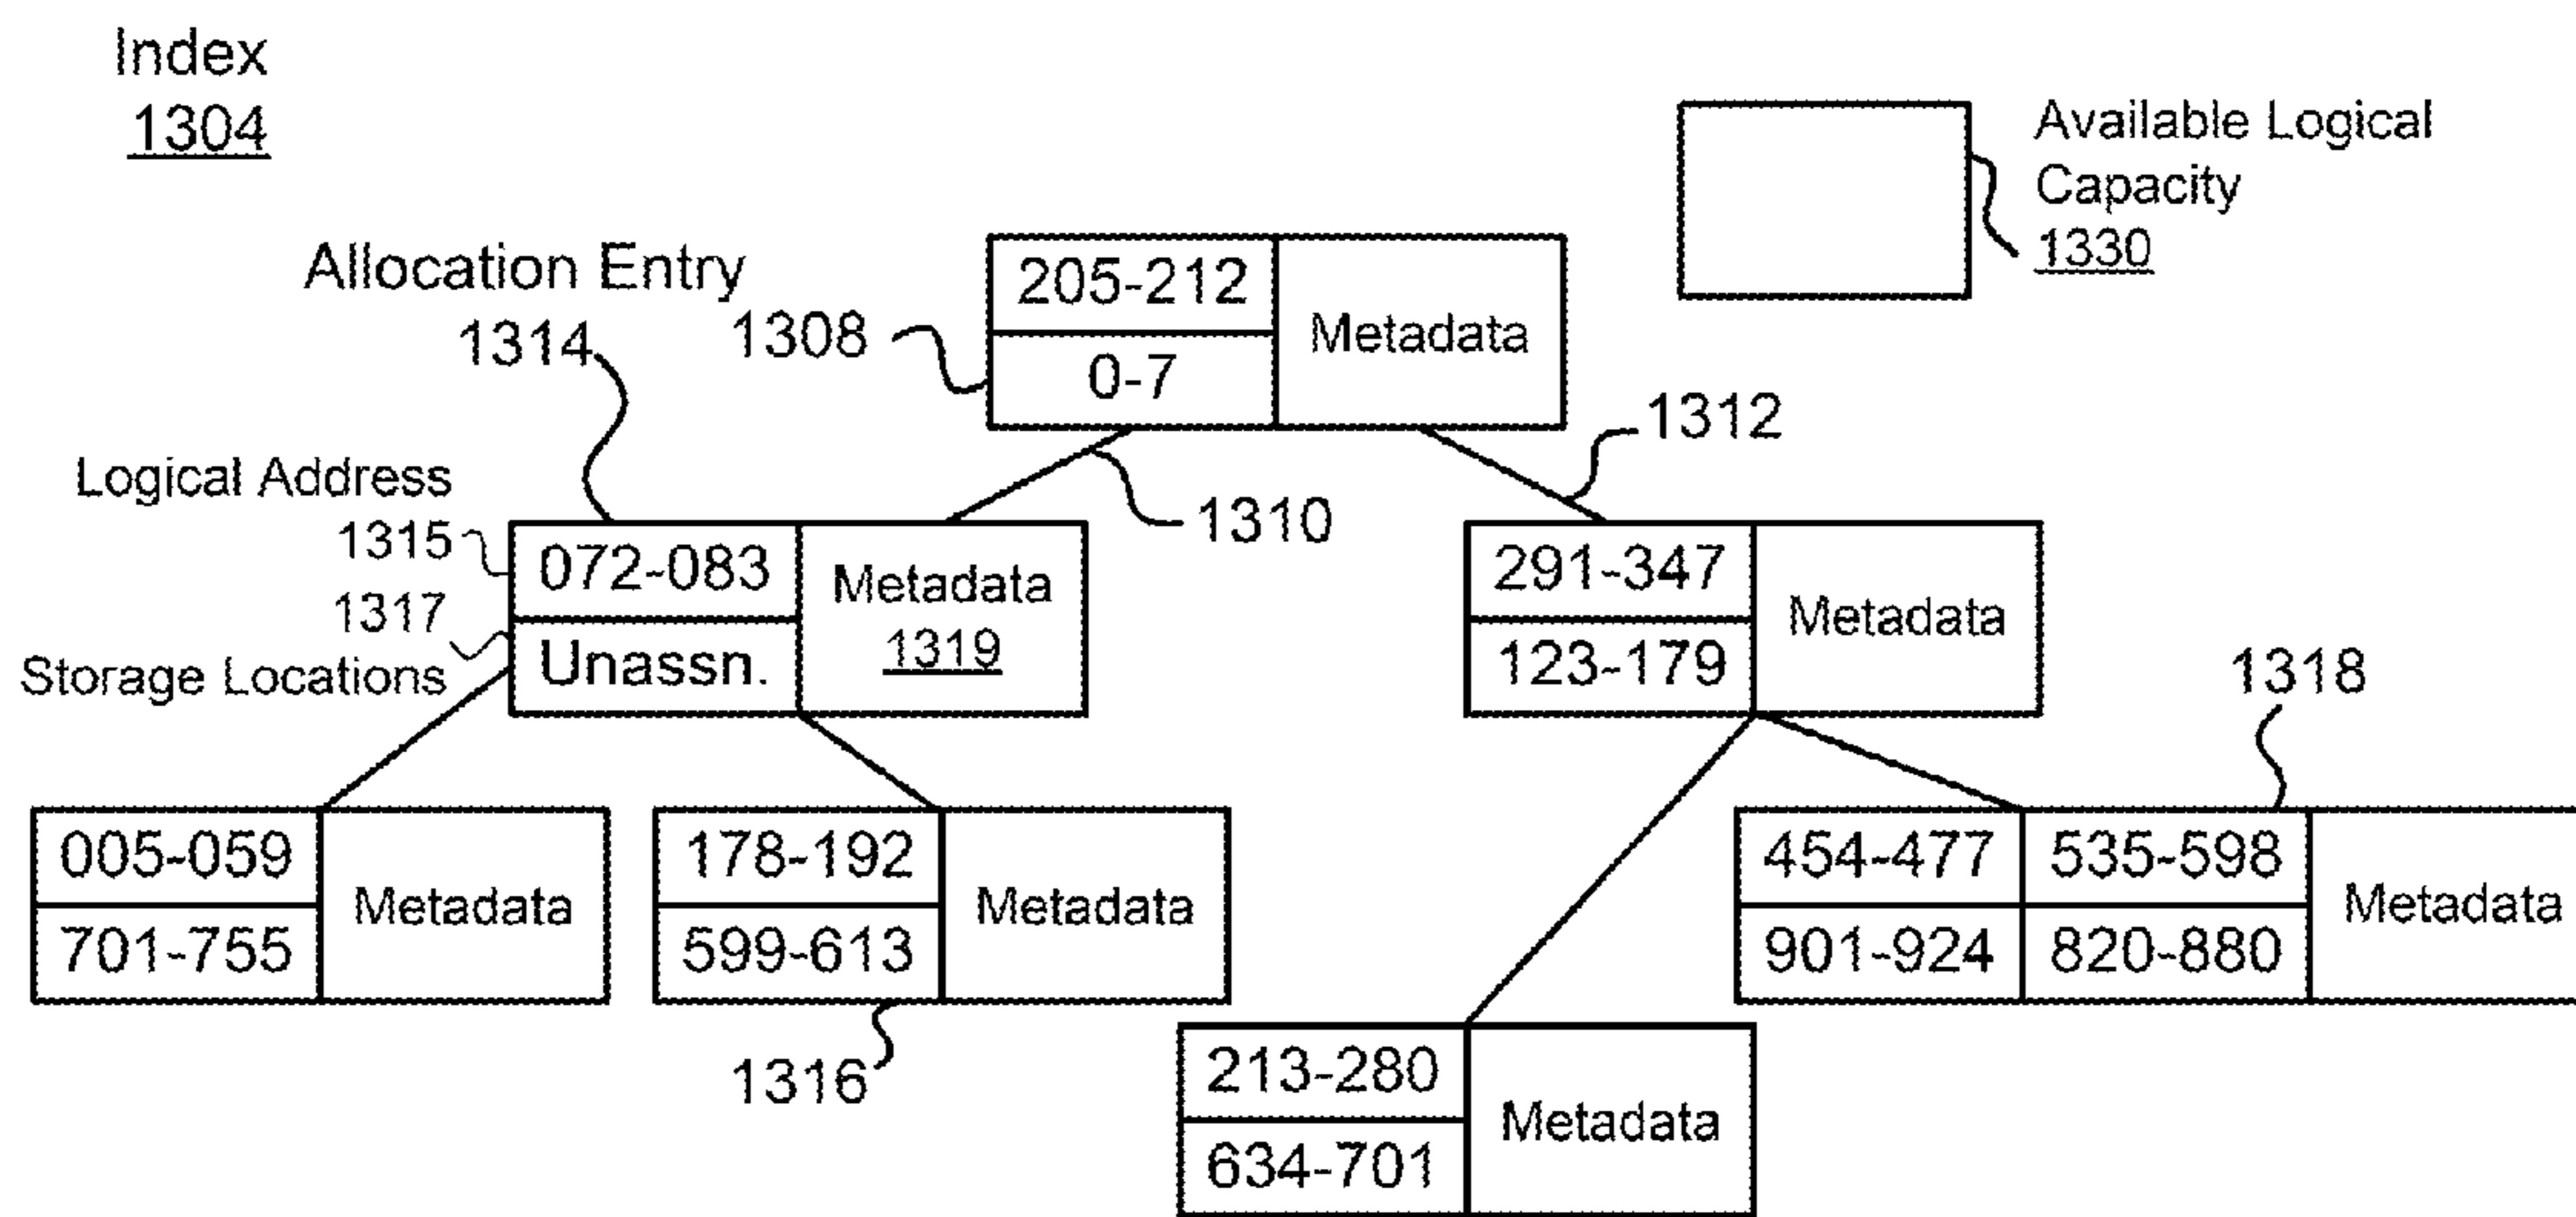 Index
1304
Available Logical
Capacity
1330
Allocation Entry
1314
1308
205-212
0-7
Metadata
1312
1310
Logical Address
1315
1317
Storage Locations
072-083
Unassn.
Metadata
1319
291-347
123-179
Metadata
1318
005-059
701-755
Metadata
178-192
599-613
Metadata
1316
454-477
901-924
535-598
820-880
Metadata
213-280
634-701
Metadata